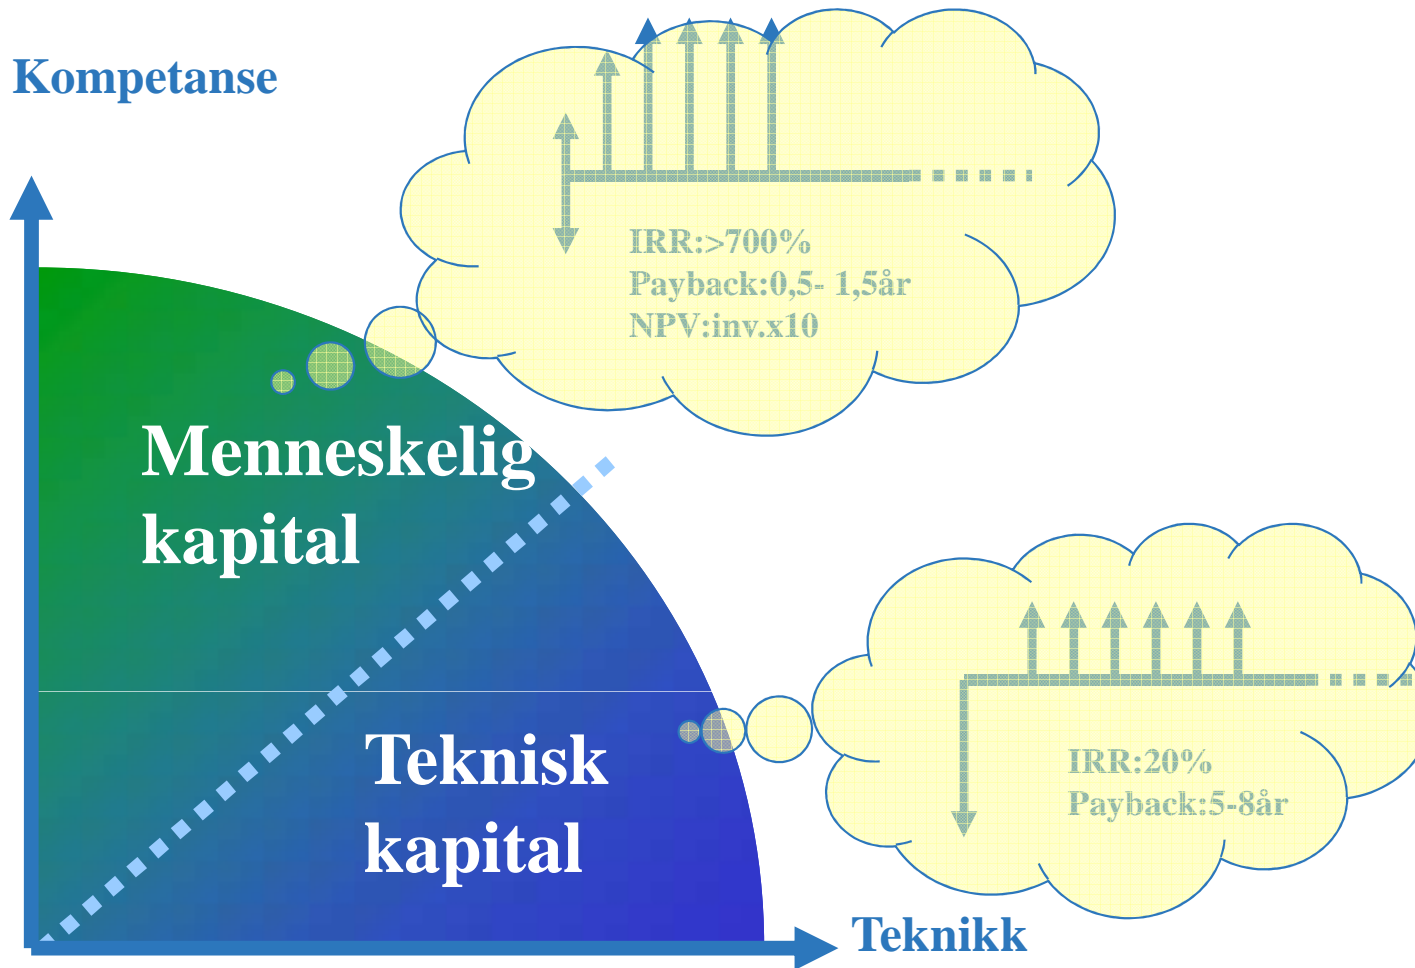 Kompetanse
IRR:>700%
Payback:0,5- 1,5år
NPV:inv.x10
Menneskelig
kapital
Teknisk
kapital
IRR:20%
Payback:5-8år
Teknikk